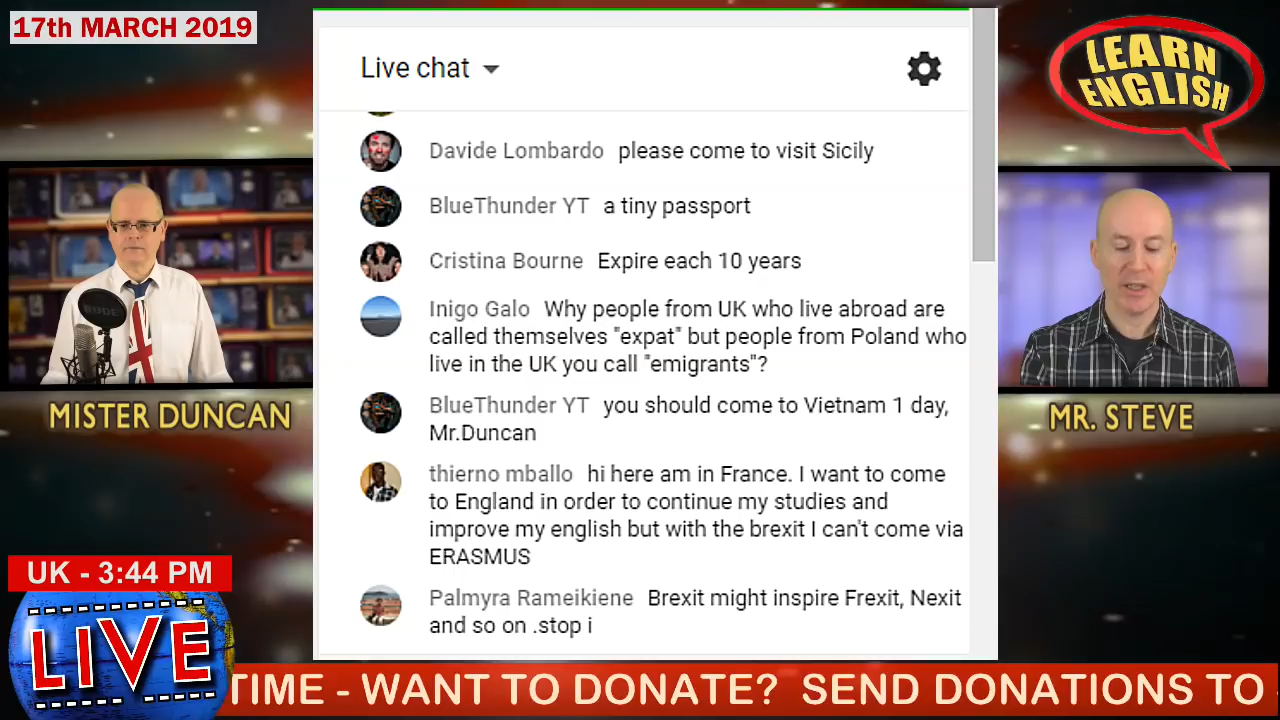 17th MARCH 2019
LEARN
ENGLISH
Live chat
Davide Lombardo please come to visit Sicily
BlueThunder YT a tiny passport
Cristina Bourne Expire each 10 years
Inigo Galo Why people from UK who live abroad are
called themselves "expat" but people from Poland who
live in the UK you call "emigrants"?
BlueThunder YT you should come to Vietnam 1 day,
Mr.Duncan
thierno mballo hi here am in France. I want to come
to England in order to continue my studies and
improve my english but with the brexit I can't come via
ERASMUS
Palmyra Rameikiene Brexit might inspire Frexit, Nexit
and so on .stop i
RODE
MISTER DUNCAN
MR. STEVE
UK - 3:44 PM
LIVE
TIME - WANT TO DONATE? SEND DONATIONS TO